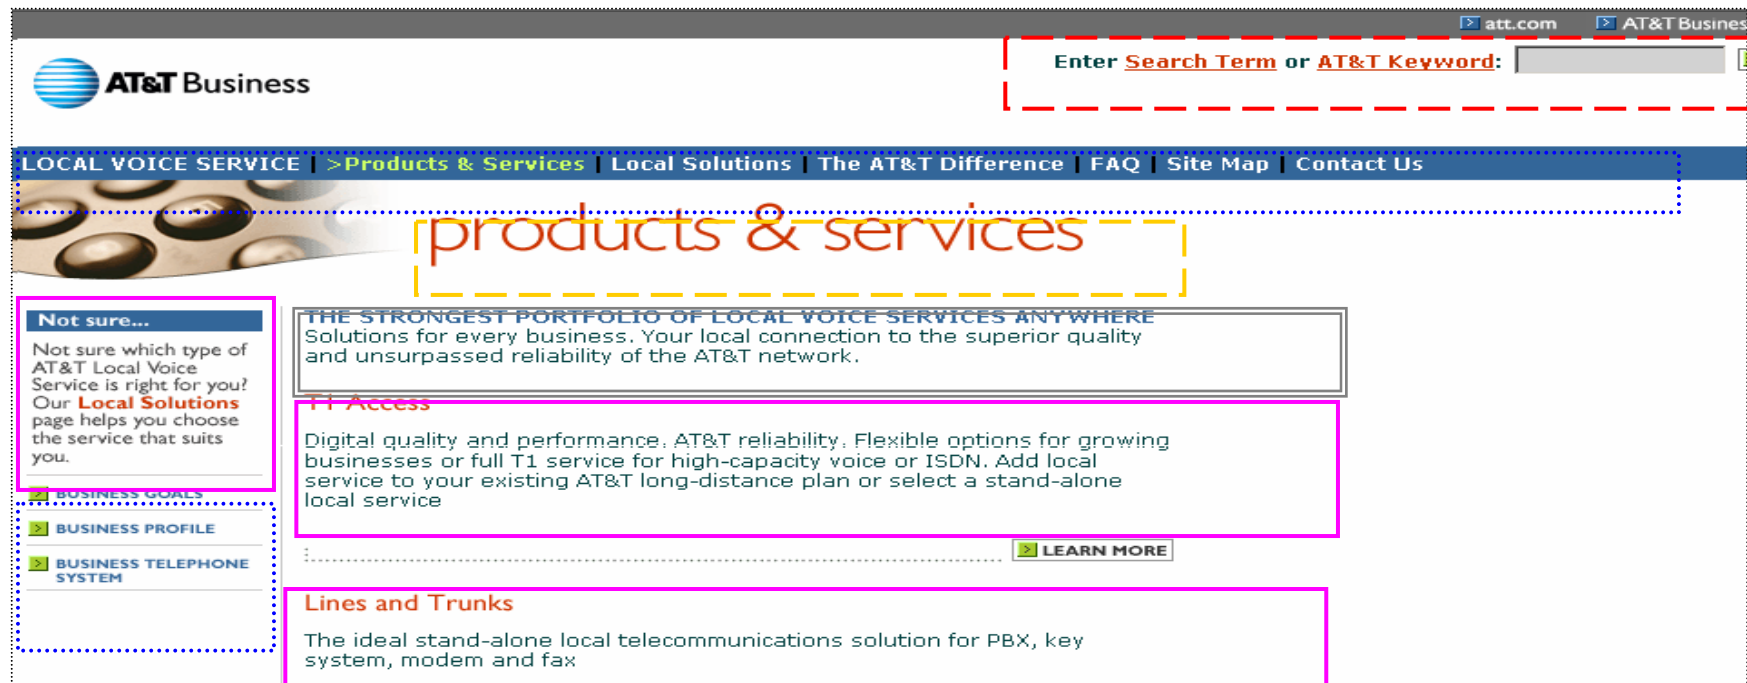 att.com AT&T Busines
AT&T Business
Enter Search Term or AT&T Keyword:
LOCAL VOICE SERVICE | >Products & Services | Local Solutions | The AT&T Difference | FAQ | Site Map | Contact Us
products & services
Not sure...
Not sure which type of
AT&T Local Voice
Service is right for you?
Our Local Solutions
page helps you choose
the service that suits
you.
BUSINESS GOALS
BUSINESS PROFILE
BUSINESS TELEPHONE
SYSTEM
THE STRONGEST PORTFOLIO OF LOCAL VOICE SERVICES ANYWHERE
Solutions for every business. Your local connection to the superior quality
and unsurpassed reliability of the AT&T network.
T1 Access
Digital quality and performance. AT&T reliability. Flexible options for growing
businesses or full T1 service for high-capacity voice or ISDN. Add local
service to your existing AT&T long-distance plan or select a stand-alone
local service
LEARN MORE
Lines and Trunks
The ideal stand-alone local telecommunications solution for PBX, key
system, modem and fax